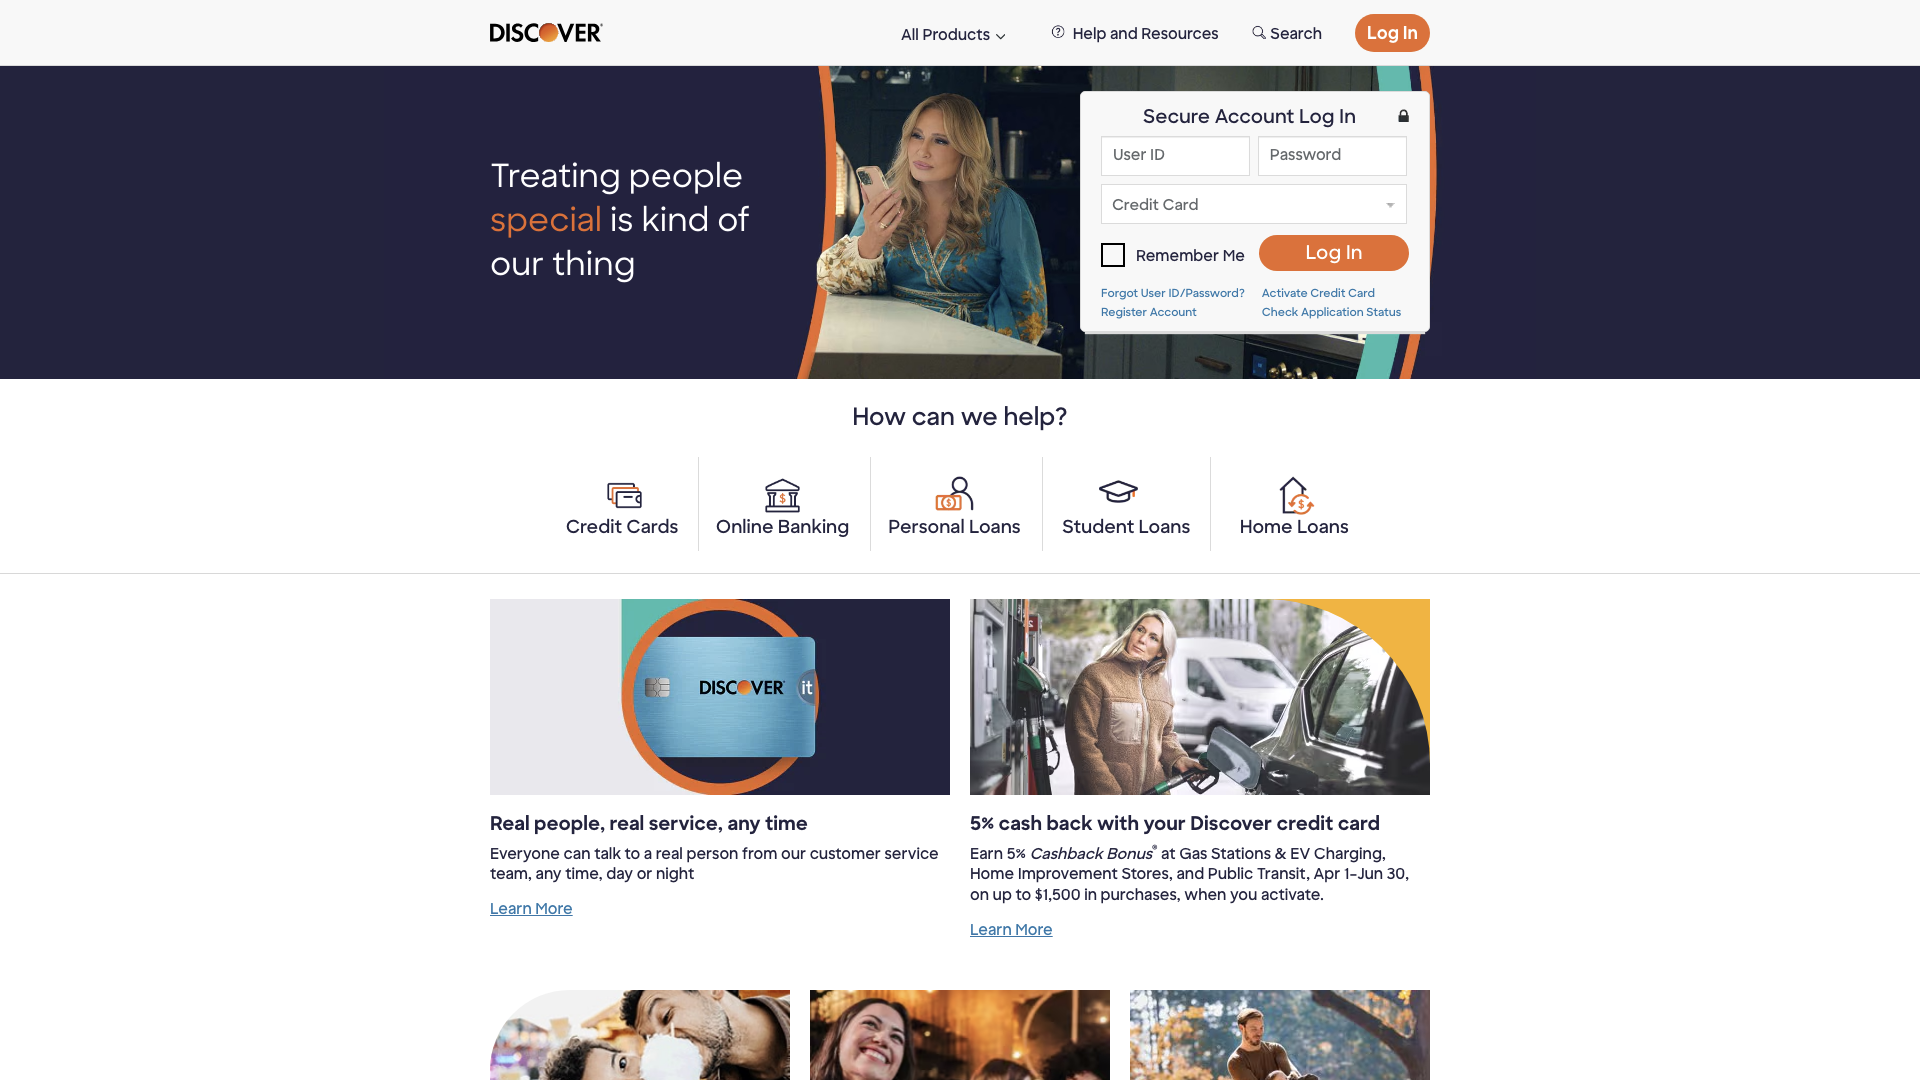 DISCOVER
All Products
Help and Resources
Search
Log In
Treating people
special is kind of
our thing
Secure Account Log In
User ID
Password
Credit Card
Remember Me
Log In
Forgot User ID/Password?
Activate Credit Card
Register Account
Check Application Status
How can we help?
Credit Cards
Online Banking
Personal Loans
Student Loans
Home Loans
DISCOVER
it
Real people, real service, any time
Everyone can talk to a real person from our customer service
team, any time, day or night
Learn More
5% cash back with your Discover credit card
Earn 5% Cashback Bonus® at Gas Stations & EV Charging,
Home Improvement Stores, and Public Transit, Apr 1–Jun 30,
on up to $1,500 in purchases, when you activate.
Learn More